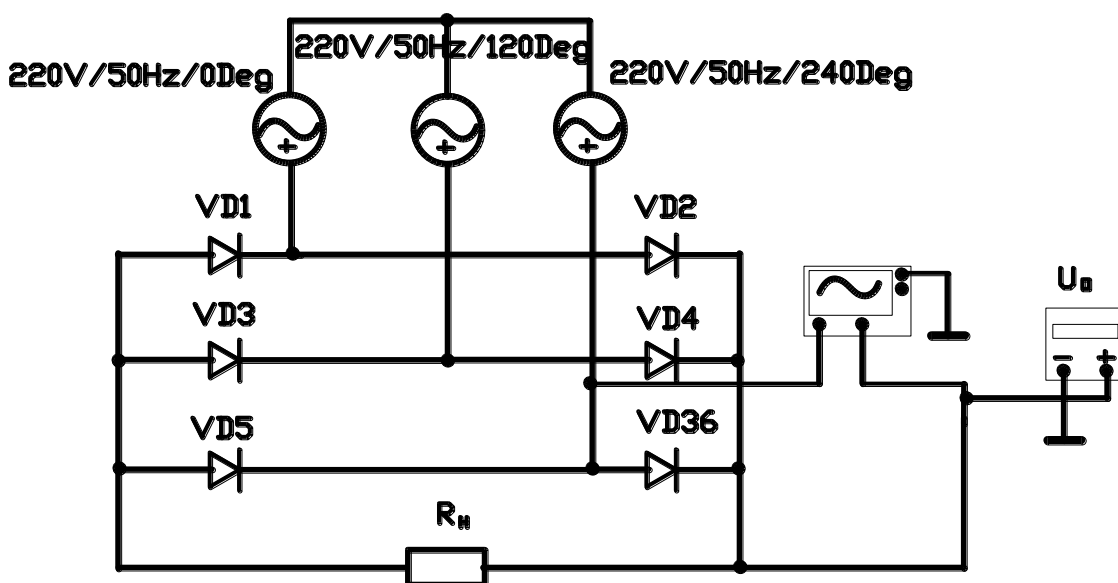 220V/50Hz/120Deg
220V/50Hz/0Deg
220V/50Hz/240Deg
VD1
VD2
U₀
VD3
VD4
VD5
VD36
Rн